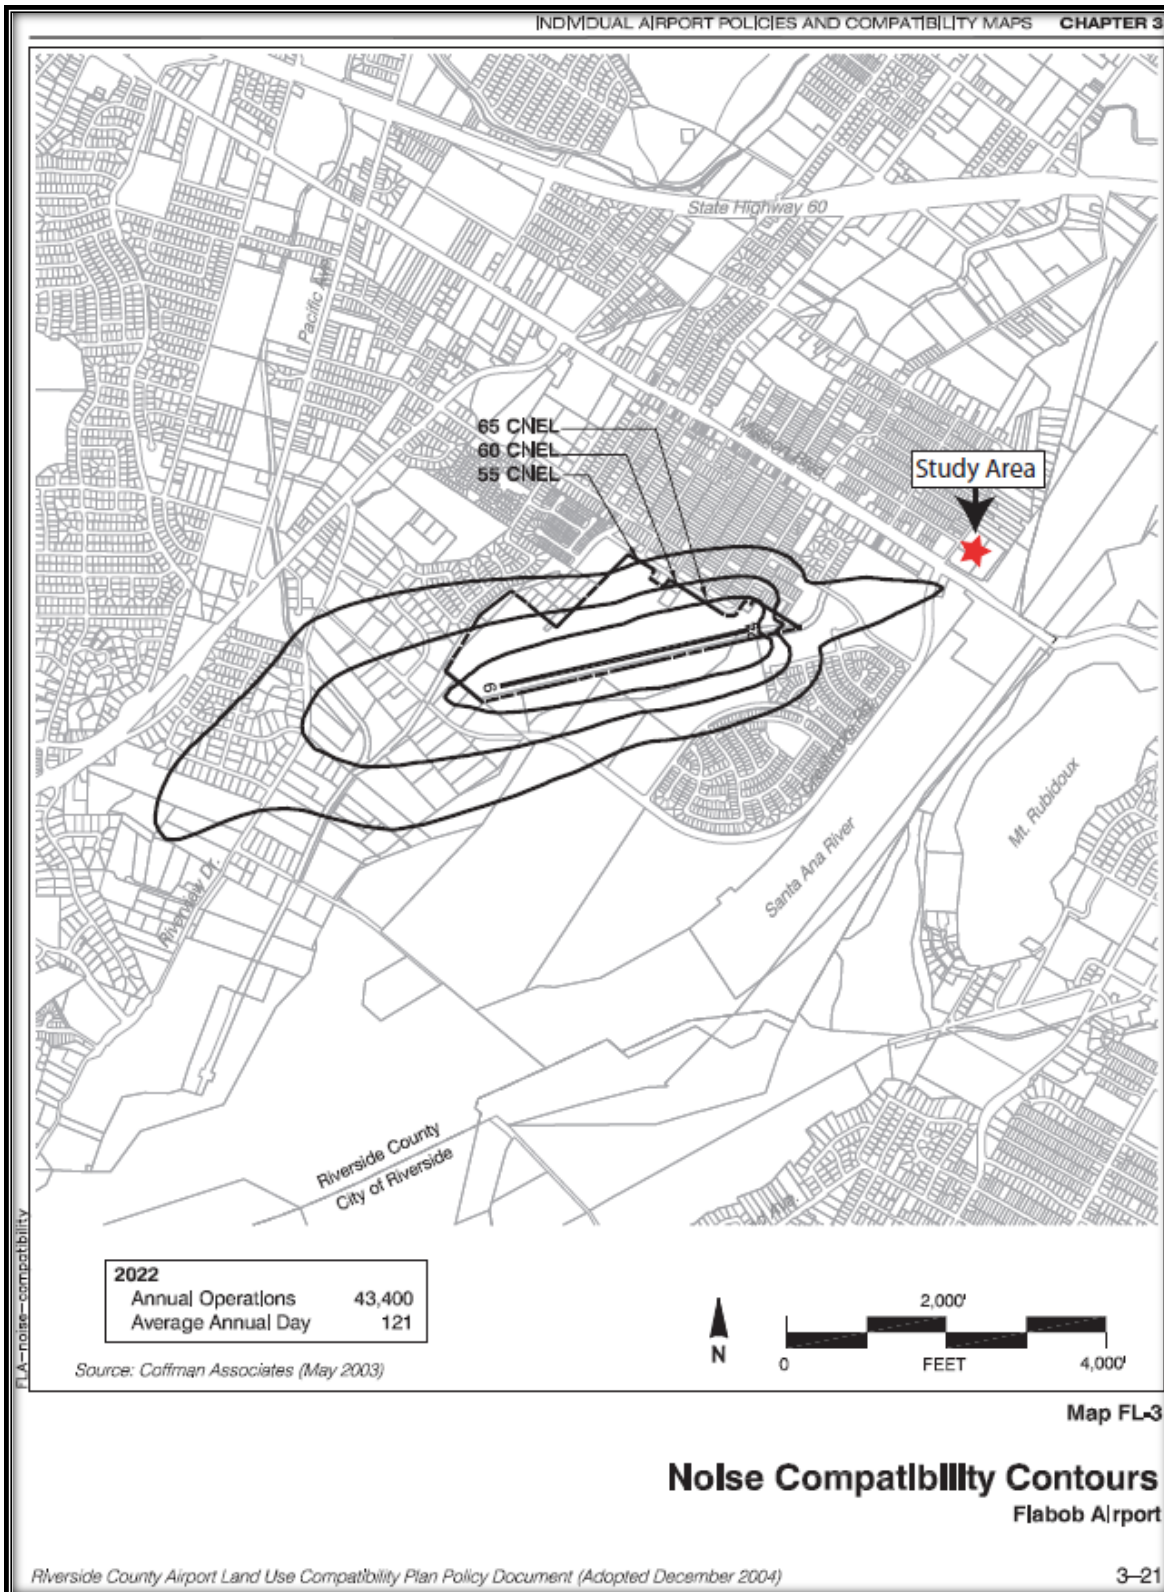 INDIVIDUAL AIRPORT POLICIES AND COMPATIBILITY MAPS CHAPTER 3
State Highway 60
Pacific Ave.
65 CNEL
60 CNEL
55 CNEL
Study Area
Mt. Rubidoux
Santa Ana River
Riverview Dr.
Riverside County
City of Riverside
FLA-noise-compatibility
2022
Annual Operations 43,400
Average Annual Day 121
Source: Coffman Associates (May 2003)
N
2,000'
0 FEET 4,000'
Map FL-3
Noise Compatibility Contours
Flabob Airport
Riverside County Airport Land Use Compatibility Plan Policy Document (Adopted December 2004) 3–21